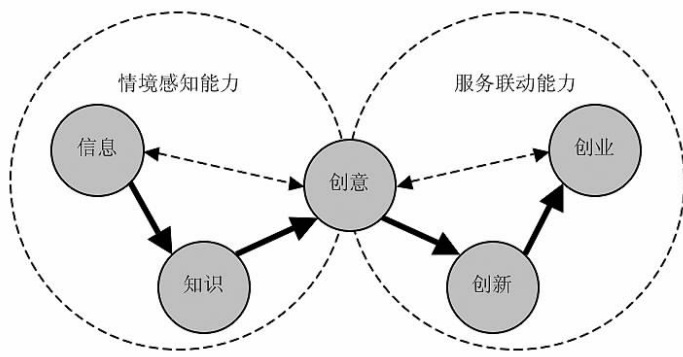 情境感知能力
服务联动能力
信息
创业
创意
知识
创新